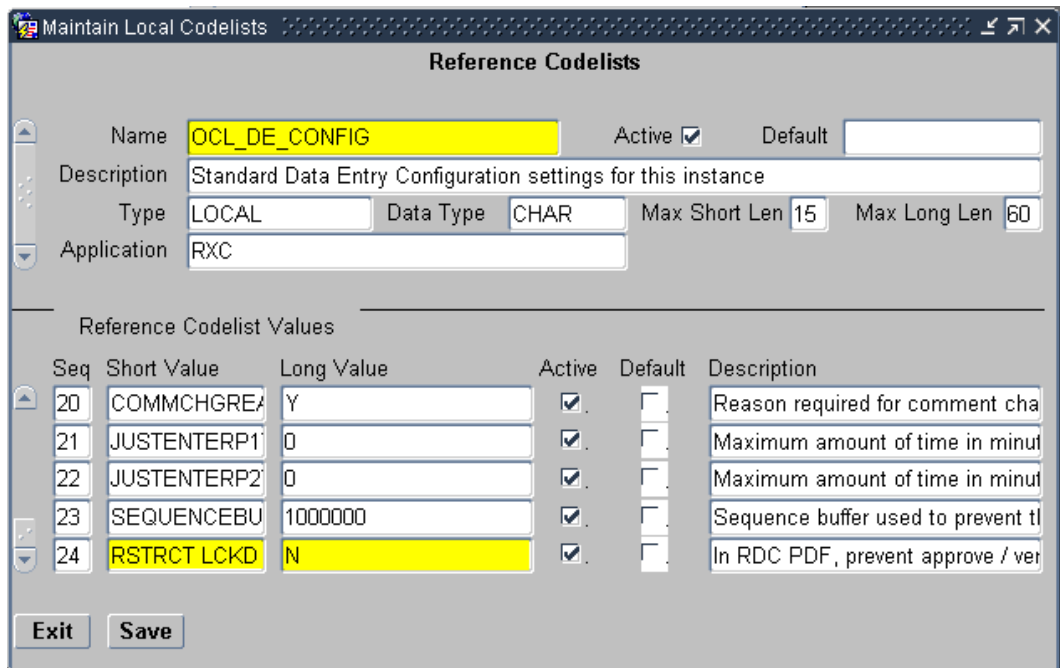 Maintain Local Codelists
Reference Codelists
Name OCL_DE_CONFIG Active Default
Description Standard Data Entry Configuration settings for this instance
Type LOCAL Data Type CHAR Max Short Len 15 Max Long Len 60
Application RXC
Reference Codelist Values
Seq Short Value Long Value Active Default Description
20 COMMCHGREA Y Reason required for comment cha
21 JUSTENTERP1 0 Maximum amount of time in minut
22 JUSTENTERP2 0 Maximum amount of time in minut
23 SEQUENCEBU 1000000 Sequence buffer used to prevent tl
24 RSTRCT LCKD N In RDC PDF, prevent approve / ver
Exit Save